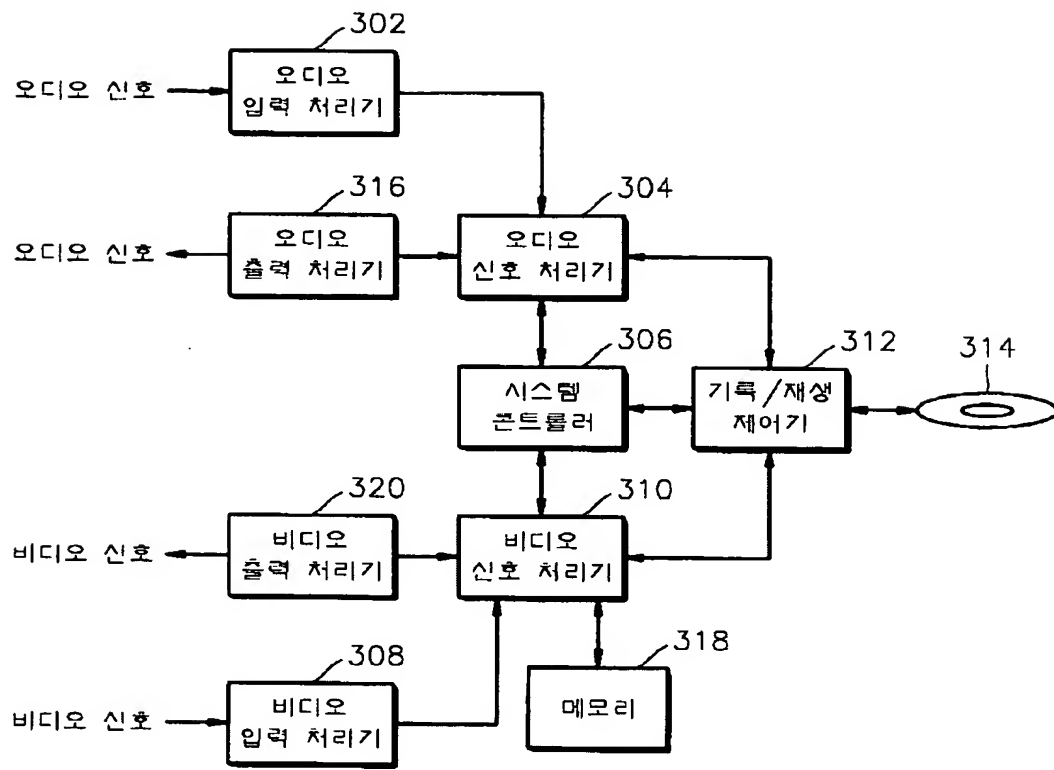 302
오디오 신호
오디오
입력 처리기
316
304
오디오 신호
오디오
출력 처리기
오디오
신호 처리기
306
312
314
시스템
콘트롤러
기록/재생
제어기
320
310
비디오 신호
비디오
출력 처리기
비디오
신호 처리기
308
318
비디오 신호
비디오
입력 처리기
메모리